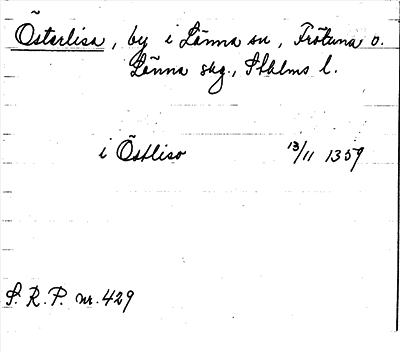 Österlisa, by i Länna sn, Frötuna o.
Länna skg., Sthlms l.
i Östliso 13/11 1359
S. R. P. nr. 429